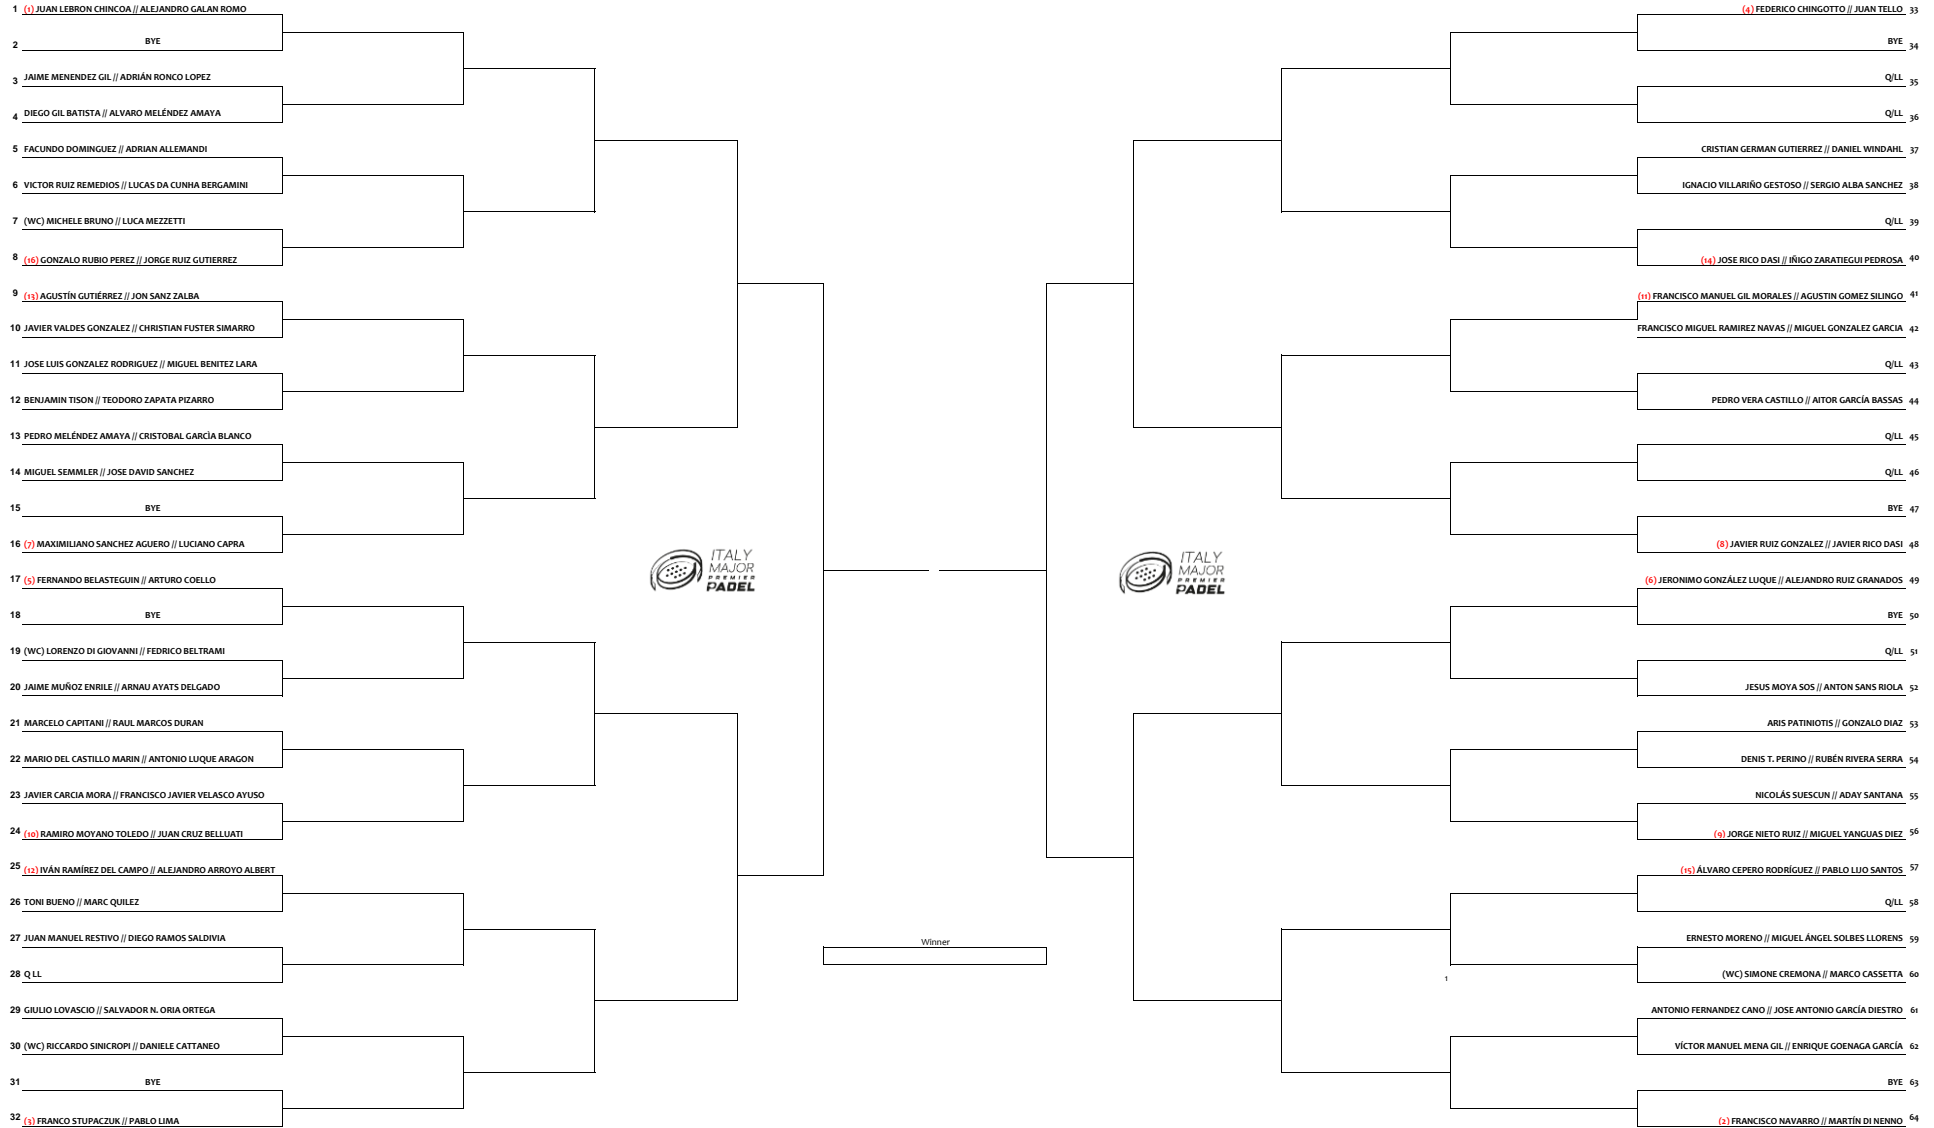 1 (1) JUAN LEBRON CHINCOA // ALEJANDRO GALAN ROMO
2 BYE
3 JAIME MENENDEZ GIL // ADRIÁN RONCO LOPEZ
4 DIEGO GIL BATISTA // ALVARO MELÉNDEZ AMAYA
5 FACUNDO DOMINGUEZ // ADRIAN ALLEMANDI
6 VICTOR RUIZ REMEDIOS // LUCAS DA CUNHA BERGAMINI
7 (WC) MICHELE BRUNO // LUCA MEZZETTI
8 (16) GONZALO RUBIO PEREZ // JORGE RUIZ GUTIERREZ
9 (13) AGUSTÍN GUTIÉRREZ // JON SANZ ZALBA
10 JAVIER VALDES GONZALEZ // CHRISTIAN FUSTER SIMARRO
11 JOSE LUIS GONZALEZ RODRIGUEZ // MIGUEL BENITEZ LARA
12 BENJAMIN TISON // TEODORO ZAPATA PIZARRO
13 PEDRO MELÉNDEZ AMAYA // CRISTOBAL GARCÌA BLANCO
14 MIGUEL SEMMLER // JOSE DAVID SANCHEZ
15 BYE
16 (7) MAXIMILIANO SANCHEZ AGUERO // LUCIANO CAPRA
17 (5) FERNANDO BELASTEGUIN // ARTURO COELLO
18 BYE
19 (WC) LORENZO DI GIOVANNI // FEDRICO BELTRAMI
20 JAIME MUÑOZ ENRILE // ARNAU AYATS DELGADO
21 MARCELO CAPITANI // RAUL MARCOS DURAN
22 MARIO DEL CASTILLO MARIN // ANTONIO LUQUE ARAGON
23 JAVIER CARCIA MORA // FRANCISCO JAVIER VELASCO AYUSO
24 (10) RAMIRO MOYANO TOLEDO // JUAN CRUZ BELLUATI
25 (12) IVÁN RAMÍREZ DEL CAMPO // ALEJANDRO ARROYO ALBERT
26 TONI BUENO // MARC QUILEZ
27 JUAN MANUEL RESTIVO // DIEGO RAMOS SALDIVIA
28 Q LL
29 GIULIO LOVASCIO // SALVADOR N. ORIA ORTEGA
30 (WC) RICCARDO SINICROPI // DANIELE CATTANEO
31 BYE
32 (3) FRANCO STUPACZUK // PABLO LIMA
ITALY
MAJOR
PREMIER
PADEL
Winner
ITALY
MAJOR
PREMIER
PADEL
(4) FEDERICO CHINGOTTO // JUAN TELLO 33
BYE 34
Q/LL 35
Q/LL 36
CRISTIAN GERMAN GUTIERREZ // DANIEL WINDAHL 37
IGNACIO VILLARIÑO GESTOSO // SERGIO ALBA SANCHEZ 38
Q/LL 39
(14) JOSE RICO DASI // IÑIGO ZARATIEGUI PEDROSA 40
(11) FRANCISCO MANUEL GIL MORALES // AGUSTIN GOMEZ SILINGO 41
FRANCISCO MIGUEL RAMIREZ NAVAS // MIGUEL GONZALEZ GARCIA 42
Q/LL 43
PEDRO VERA CASTILLO // AITOR GARCÍA BASSAS 44
Q/LL 45
Q/LL 46
BYE 47
(8) JAVIER RUIZ GONZALEZ // JAVIER RICO DASI 48
(6) JERONIMO GONZÁLEZ LUQUE // ALEJANDRO RUIZ GRANADOS 49
BYE 50
Q/LL 51
JESUS MOYA SOS // ANTON SANS RIOLA 52
ARIS PATINIOTIS // GONZALO DIAZ 53
DENIS T. PERINO // RUBÉN RIVERA SERRA 54
NICOLÁS SUESCUN // ADAY SANTANA 55
(9) JORGE NIETO RUIZ // MIGUEL YANGUAS DIEZ 56
(15) ÁLVARO CEPERO RODRÍGUEZ // PABLO LIJO SANTOS 57
Q/LL 58
ERNESTO MORENO // MIGUEL ÁNGEL SOLBES LLORENS 59
(WC) SIMONE CREMONA // MARCO CASSETTA 60
1
ANTONIO FERNANDEZ CANO // JOSE ANTONIO GARCÍA DIESTRO 61
VÍCTOR MANUEL MENA GIL // ENRIQUE GOENAGA GARCÍA 62
BYE 63
(2) FRANCISCO NAVARRO // MARTÍN DI NENNO 64